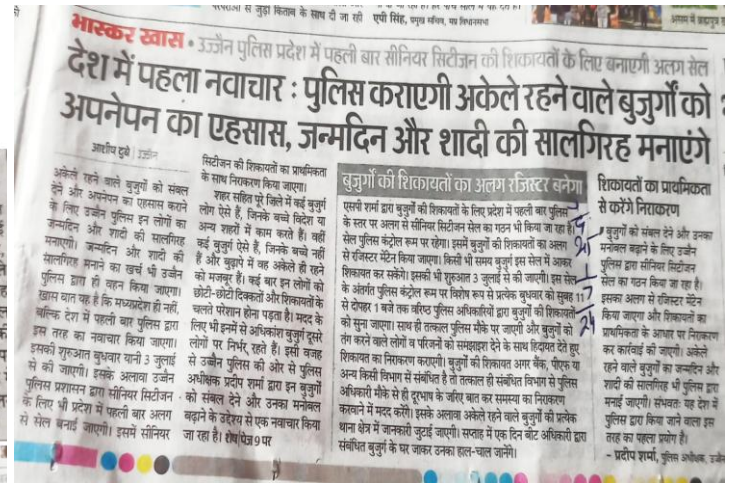 परंपराओं से जुड़ी किताब के साथ दी जा रही
एपी सिंह, प्रमुख सचिव, मप्र विधानसभा
भास्कर खास • उज्जैन पुलिस प्रदेश में पहली बार सीनियर सिटीजन की शिकायतों के लिए बनाएगी अलग सेल
देश में पहला नवाचार : पुलिस कराएगी अकेले रहने वाले बुजुर्गों को
अपनेपन का एहसास, जन्मदिन और शादी की सालगिरह मनाएंगे
आशीष दुबे | उज्जैन
अकेले रहने वाले बुजुर्गों को संबल
देने और अपनापन का एहसास कराने
के लिए उज्जैन पुलिस इन लोगों का
जन्मदिन और शादी की सालगिरह
मनाएगी। जन्मदिन और शादी की
सालगिरह मनाने का खर्च भी उज्जैन
पुलिस द्वारा ही वहन किया जाएगा।
खास बात यह है कि मध्यप्रदेश ही नहीं,
बल्कि देश में पहली बार पुलिस द्वारा
इस तरह का नवाचार किया जाएगा।
इसकी शुरुआत बुधवार यानी 3 जुलाई
से की जाएगी। इसके अलावा उज्जैन
पुलिस प्रशासन द्वारा सीनियर सिटीजन
के लिए भी प्रदेश में पहली बार अलग
से सेल बनाई जाएगी। इसमें सीनियर
सिटीजन की शिकायतों का प्राथमिकता
के साथ निराकरण किया जाएगा।
शहर सहित पूरे जिले में कई बुजुर्ग
लोग ऐसे हैं, जिनके बच्चे विदेश या
अन्य शहरों में काम करते हैं। वहीं
कई बुजुर्ग ऐसे हैं, जिनके बच्चे नहीं
हैं और बुढ़ापे में वह अकेले ही रहने
को मजबूर हैं। कई बार इन लोगों को
छोटी-छोटी दिक्कतों और शिकायतों के
चलते परेशान होना पड़ता है। मदद के
लिए भी इनमें से अधिकांश बुजुर्ग दूसरे
लोगों पर निर्भर रहते हैं। इसी वजह
से उज्जैन पुलिस की ओर से पुलिस
अधीक्षक प्रदीप शर्मा द्वारा इन बुजुर्गों
को संबल देने और उनका मनोबल
बढ़ाने के उद्देश्य से एक नवाचार किया
जा रहा है। शेष पेज 9 पर
बुजुर्गों की शिकायतों का अलग रजिस्टर बनेगा
एसपी शर्मा द्वारा बुजुर्गों की शिकायतों के लिए प्रदेश में पहली बार पुलिस
के स्तर पर अलग से सीनियर सिटीजन सेल का गठन भी किया जा रहा है।
सेल पुलिस कंट्रोल रूम पर रहेगा। इसमें बुजुर्गों की शिकायतों का अलग
से रजिस्टर मेंटेन किया जाएगा। किसी भी समय बुजुर्ग इस सेल में आकर
शिकायत कर सकेंगे। इसकी भी शुरुआत 3 जुलाई से की जाएगी। इस सेल
के अंतर्गत पुलिस कंट्रोल रूम पर विशेष रूप से प्रत्येक बुधवार को सुबह 11
से दोपहर 1 बजे तक वरिष्ठ पुलिस अधिकारियों द्वारा बुजुर्गों की शिकायतों
को सुना जाएगा। साथ ही तत्काल पुलिस मौके पर जाएगी और बुजुर्गों को
तंग करने वाले लोगों व परिजनों को समझाइश देने के साथ हिदायत देते हुए
शिकायत का निराकरण कराएगी। बुजुर्गों की शिकायत अगर बैंक, पीएफ या
अन्य किसी विभाग में संबंधित है तो तत्काल ही संबंधित विभाग से पुलिस
अधिकारी मौके से ही दूरभाष के जरिए बात कर समस्या का निराकरण
करवाने में मदद करेंगे। इसके अलावा अकेले रहने वाले बुजुर्गों की प्रत्येक
थाना क्षेत्र में जानकारी जुटाई जाएगी। सप्ताह में एक दिन बीट अधिकारी द्वारा
संबंधित बुजुर्ग के घर जाकर उनका हाल-चाल जानेंगे।
शिकायतों का प्राथमिकता
से करेंगे निराकरण
बुजुर्गों को संबल देने और उनका
मनोबल बढ़ाने के लिए उज्जैन
पुलिस द्वारा सीनियर सिटीजन
सेल का गठन किया जा रहा है।
इसका अलग से रजिस्टर मेंटेन
किया जाएगा और शिकायतों का
प्राथमिकता के आधार पर निराकरण
कर कार्रवाई की जाएगी। अकेले
रहने वाले बुजुर्गों का जन्मदिन और
शादी की सालगिरह भी पुलिस द्वारा
मनाई जाएगी। संभवतः यह देश में
पुलिस द्वारा किया जाने वाला इस
तरह का पहला प्रयोग है।
- प्रदीप शर्मा, पुलिस अधीक्षक, उज्जैन